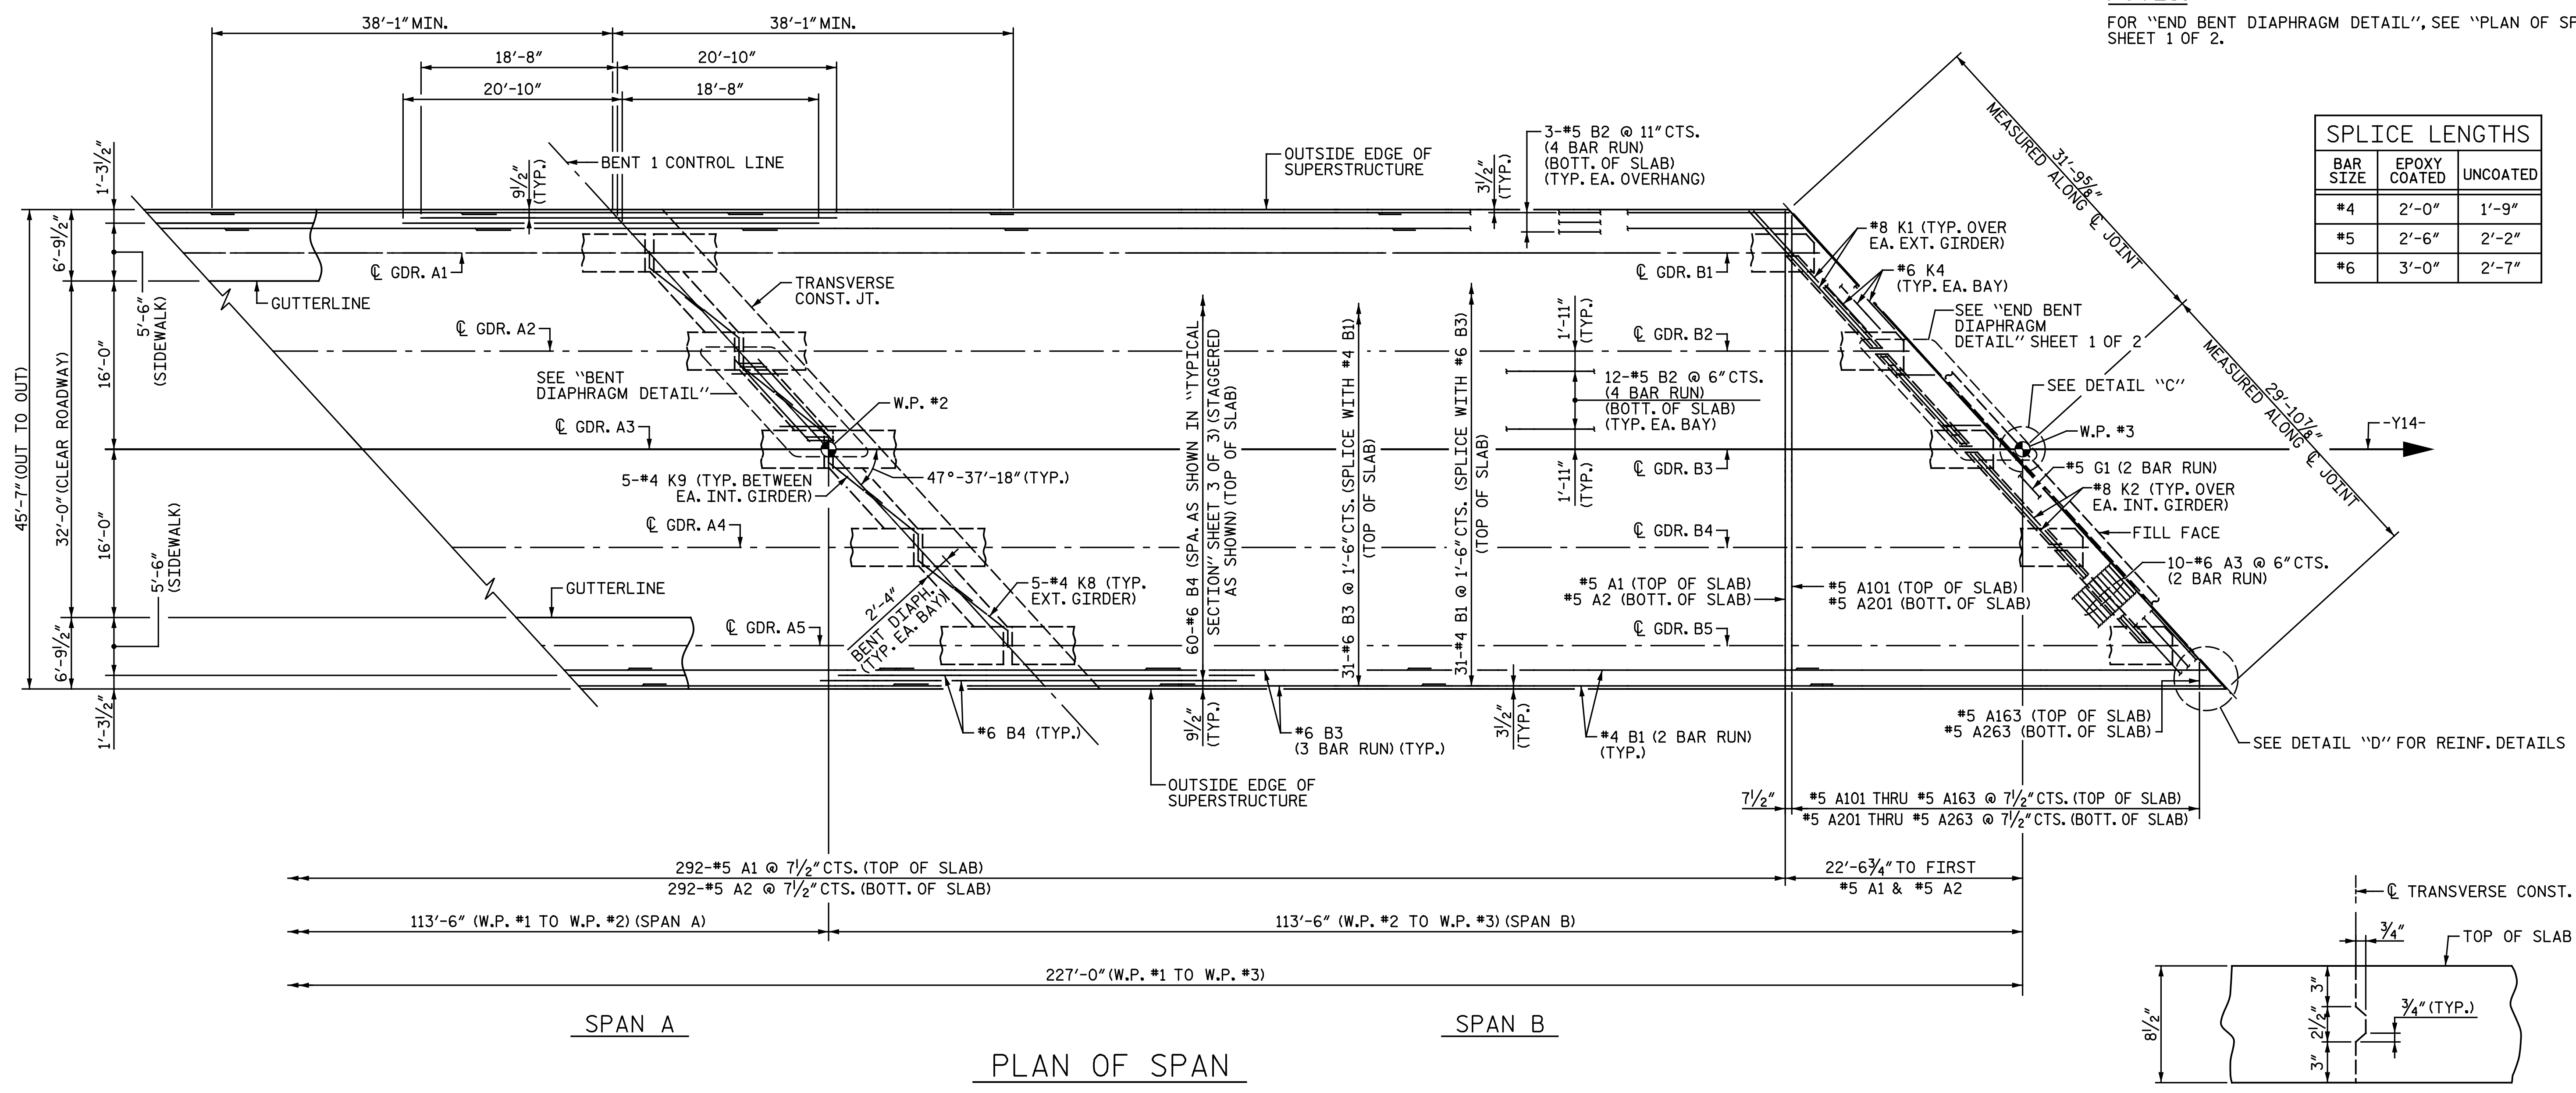 FOR “END BENT DIAPHRAGM DETAIL”, SEE “PLAN OF
SHEET 1 OF 2.
38′-1″ MIN.
38′-1″ MIN.
18′-8″
20′-10″
20′-10″
18′-8″
BENT 1 CONTROL LINE
9½″
(TYP.)
OUTSIDE EDGE OF
SUPERSTRUCTURE
3½″
(TYP.)
3-#5 B2 @ 11″ CTS.
(4 BAR RUN)
(BOTT. OF SLAB)
(TYP. EA. OVERHANG)
31′-9⅝″
MEASURED ALONG ℄ JOINT
SPLICE LENGTHS
BAR SIZE EPOXY COATED UNCOATED
#4 2′-0″ 1′-9″
#5 2′-6″ 2′-2″
#6 3′-0″ 2′-7″
1′-3½″
6′-9½″
5′-6″
(SIDEWALK)
45′-7″ (OUT TO OUT)
32′-0″ (CLEAR ROADWAY)
16′-0″
16′-0″
5′-6″
(SIDEWALK)
6′-9½″
1′-3½″
℄ GDR. A1
GUTTERLINE
℄ GDR. A2
SEE “BENT
DIAPHRAGM DETAIL”
℄ GDR. A3
℄ GDR. A4
GUTTERLINE
℄ GDR. A5
TRANSVERSE
CONST. JT.
W.P. #2
5-#4 K9 (TYP. BETWEEN
EA. INT. GIRDER)
47°-37′-18″ (TYP.)
2′-4″
BENT DIAPH.
(TYP. EA. BAY)
5-#4 K8 (TYP.
EXT. GIRDER)
60-#6 B4 (SPA. AS SHOWN IN “TYPICAL
SECTION” SHEET 3 OF 3) (STAGGERED
AS SHOWN) (TOP OF SLAB)
31-#6 B3 @ 1′-6″ CTS. (SPLICE WITH #4 B1)
(TOP OF SLAB)
31-#4 B1 @ 1′-6″ CTS. (SPLICE WITH #6 B3)
(TOP OF SLAB)
1′-11″
(TYP.)
12-#5 B2 @ 6″ CTS.
(4 BAR RUN)
(BOTT. OF SLAB)
(TYP. EA. BAY)
1′-11″
(TYP.)
℄ GDR. B1
℄ GDR. B2
℄ GDR. B3
℄ GDR. B4
℄ GDR. B5
#5 A1 (TOP OF SLAB)
#5 A2 (BOTT. OF SLAB)
#5 A101 (TOP OF SLAB)
#5 A201 (BOTT. OF SLAB)
#8 K1 (TYP. OVER
EA. EXT. GIRDER)
#6 K4
(TYP. EA. BAY)
SEE “END BENT
DIAPHRAGM
DETAIL” SHEET 1 OF 2
SEE DETAIL “C”
W.P. #3
-Y14-
29′-10⅞″
MEASURED ALONG ℄ JOINT
#5 G1 (2 BAR RUN)
#8 K2 (TYP. OVER
EA. INT. GIRDER)
FILL FACE
10-#6 A3 @ 6″ CTS.
(2 BAR RUN)
#5 A163 (TOP OF SLAB)
#5 A263 (BOTT. OF SLAB)
SEE DETAIL “D” FOR REINF. DETAILS
#6 B4 (TYP.)
9½″
(TYP.)
#6 B3
(3 BAR RUN) (TYP.)
3½″
(TYP.)
#4 B1 (2 BAR RUN)
(TYP.)
OUTSIDE EDGE OF
SUPERSTRUCTURE
7½″
#5 A101 THRU #5 A163 @ 7½″ CTS. (TOP OF SLAB)
#5 A201 THRU #5 A263 @ 7½″ CTS. (BOTT. OF SLAB)
292-#5 A1 @ 7½″ CTS. (TOP OF SLAB)
292-#5 A2 @ 7½″ CTS. (BOTT. OF SLAB)
22′-6¾″ TO FIRST
#5 A1 & #5 A2
113′-6″ (W.P. #1 TO W.P. #2) (SPAN A)
113′-6″ (W.P. #2 TO W.P. #3) (SPAN B)
227′-0″ (W.P. #1 TO W.P. #3)
SPAN A
SPAN B
PLAN OF SPAN
℄ TRANSVERSE CONST.
¾″
TOP OF SLAB
8½″
3″
2½″
3″
¾″ (TYP.)